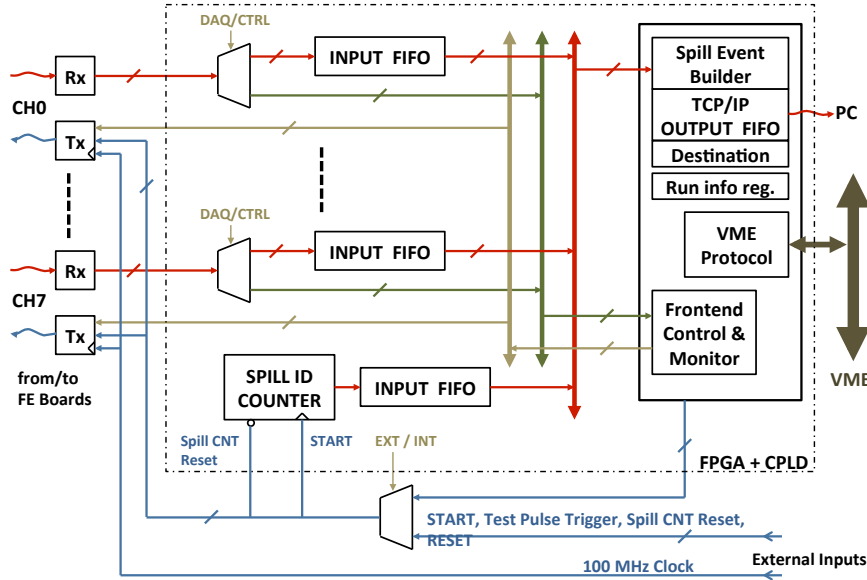 DAQ/CTRL
INPUT FIFO
Rx
CH0
Tx
Spill Event
Builder
TCP/IP
OUTPUT FIFO
PC
Destination
Run info reg.
DAQ/CTRL
INPUT FIFO
VME
Protocol
Rx
CH7
Tx
Frontend
Control &
Monitor
VME
from/to
FE Boards
SPILL ID
COUNTER
INPUT FIFO
Spill CNT
Reset
START
EXT / INT
FPGA + CPLD
START, Test Pulse Trigger, Spill CNT Reset,
RESET
100 MHz Clock
External Inputs